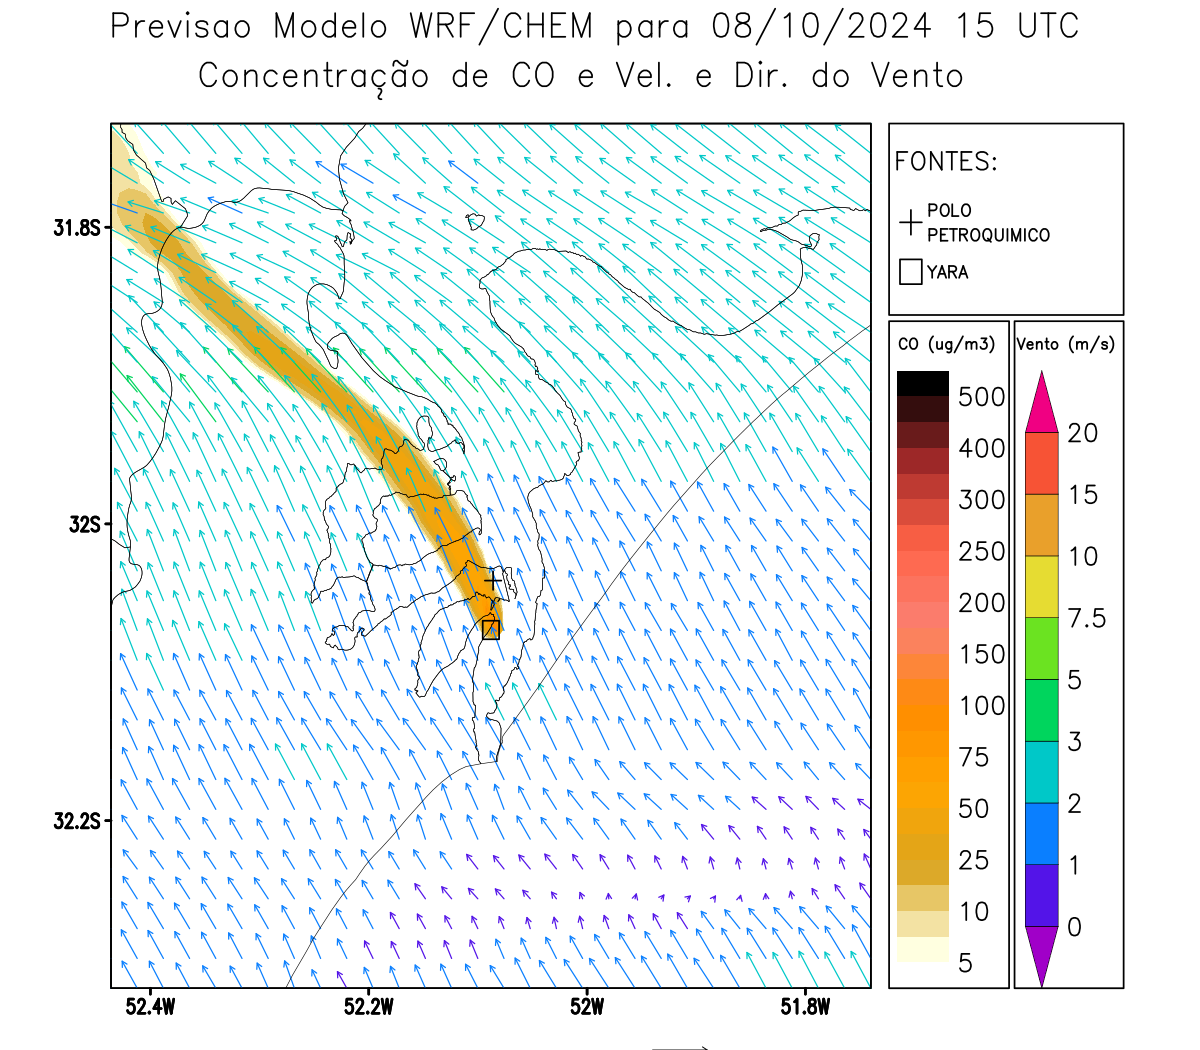 Previsao Modelo WRF/CHEM para 08/10/2024 15 UTC
Concentração de CO e Vel. e Dir. do Vento
FONTES:
POLO
PETROQUIMICO
YARA
31.8S
32S
32.2S
52.4W
52.2W
52W
51.8W
CO (ug/m3)
500
400
300
250
200
150
100
75
50
25
10
5
Vento (m/s)
20
15
10
7.5
5
3
2
1
0